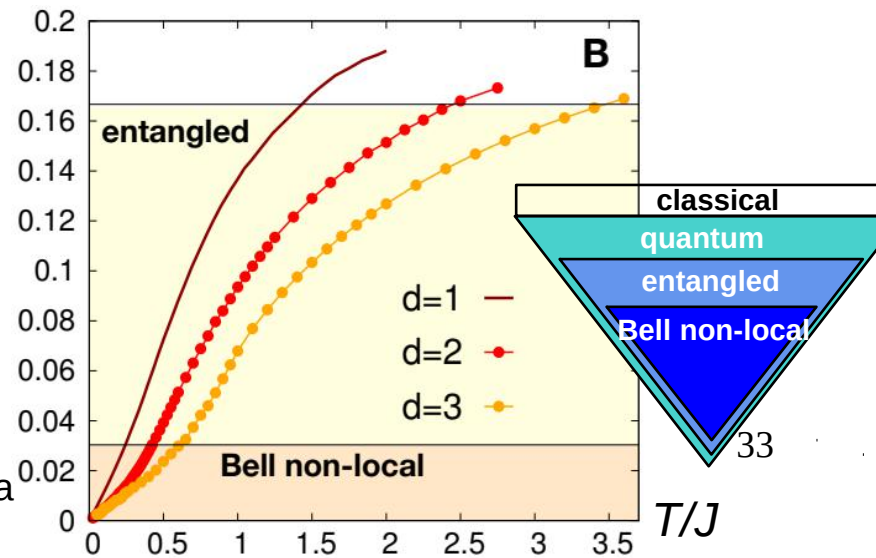 0.2
B
0.18
0.16
entangled
0.14
classical
0.12
quantum
0.1
entangled
d=1
0.08
Bell non-local
d=2
0.06
d=3
0.04
33
Bell non-local
0.02
a
T/J
0
0 0.5 1 1.5 2 2.5 3 3.5